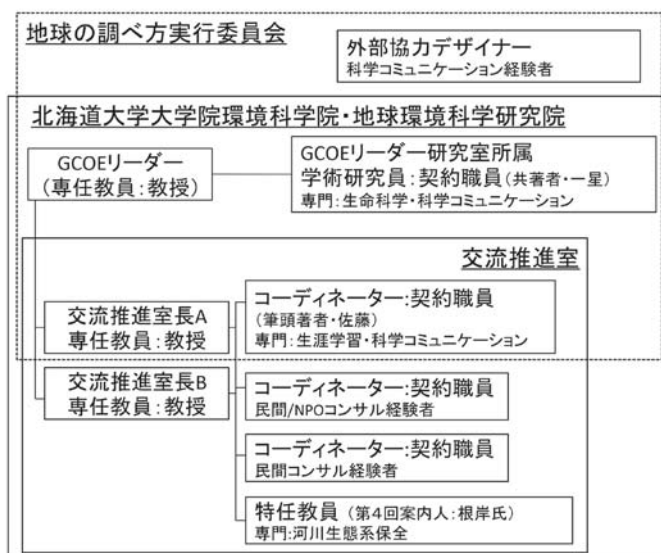 地球の調べ方実行委員会
外部協力デザイナー
科学コミュニケーション経験者
北海道大学大学院環境科学院・地球環境科学研究院
GCOEリーダー
(専任教員:教授)
GCOEリーダー研究室所属
学術研究員:契約職員(共著者・一星)
専門:生命科学・科学コミュニケーション
交流推進室
交流推進室長A
専任教員:教授
コーディネーター:契約職員
(筆頭著者・佐藤)
専門:生涯学習・科学コミュニケーション
交流推進室長B
専任教員:教授
コーディネーター:契約職員
民間/NPOコンサル経験者
コーディネーター:契約職員
民間コンサル経験者
特任教員(第4回案内人:根岸氏)
専門:河川生態系保全